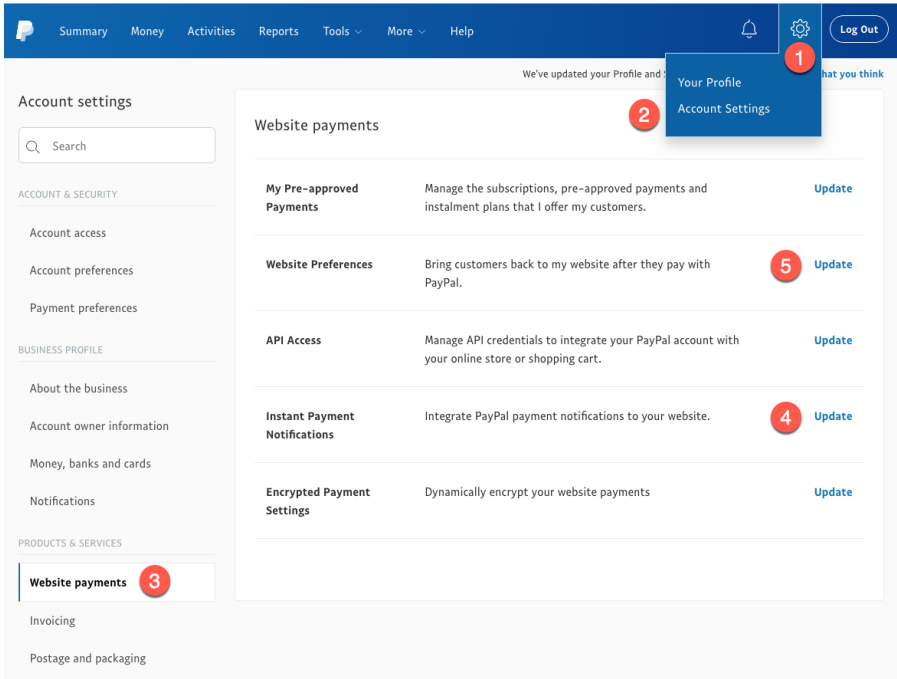 Summary Money Activities Reports Tools More Help Log Out
1
We've updated your Profile and hat you think
Your Profile
2 Account Settings
Account settings
Search
ACCOUNT & SECURITY
Account access
Account preferences
Payment preferences
BUSINESS PROFILE
About the business
Account owner information
Money, banks and cards
Notifications
PRODUCTS & SERVICES
Website payments 3
Invoicing
Postage and packaging
Website payments
My Pre-approved
Payments
Manage the subscriptions, pre-approved payments and
instalment plans that I offer my customers.
Update
Website Preferences
Bring customers back to my website after they pay with
PayPal.
5 Update
API Access
Manage API credentials to integrate your PayPal account with
your online store or shopping cart.
Update
Instant Payment
Notifications
Integrate PayPal payment notifications to your website.
4 Update
Encrypted Payment
Settings
Dynamically encrypt your website payments
Update